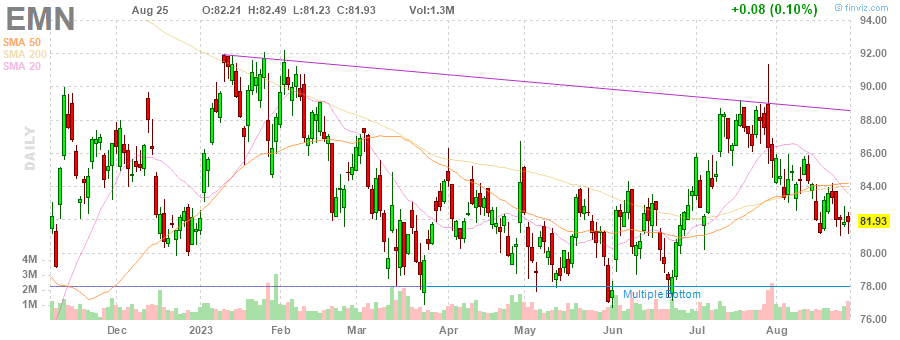 EMN
Aug 25 O:82.21 H:82.49 L:81.23 C:81.93 Vol:1.3M +0.08 (0.10%)
© finviz.com
SMA 50
SMA 200
SMA 20
DAILY
94.00
92.00
90.00
88.00
86.00
84.00
81.93
80.00
78.00
76.00
4M
3M
2M
1M
Multiple Bottom
Dec 2023 Feb Mar Apr May Jun Jul Aug